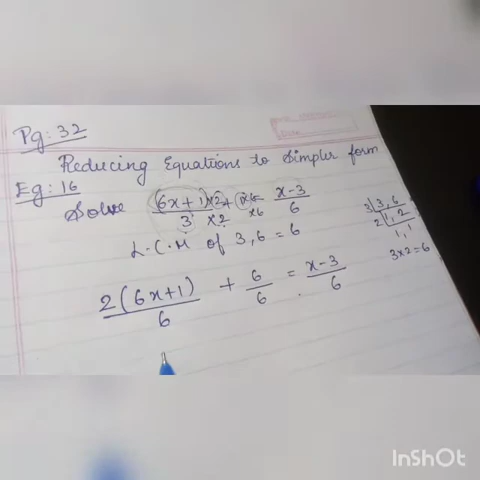 Pg: 32
Reducing Equations to Simpler form
Eg: 16
Solve (6x+1)×2/3×2 + 1×6/×6 = x-3/6
3 | 3, 6
2 | 1, 2
1, 1
3×2=6
L.C.M of 3,6 = 6
2(6x+1)/6 + 6/6 = x-3/6
InShOt